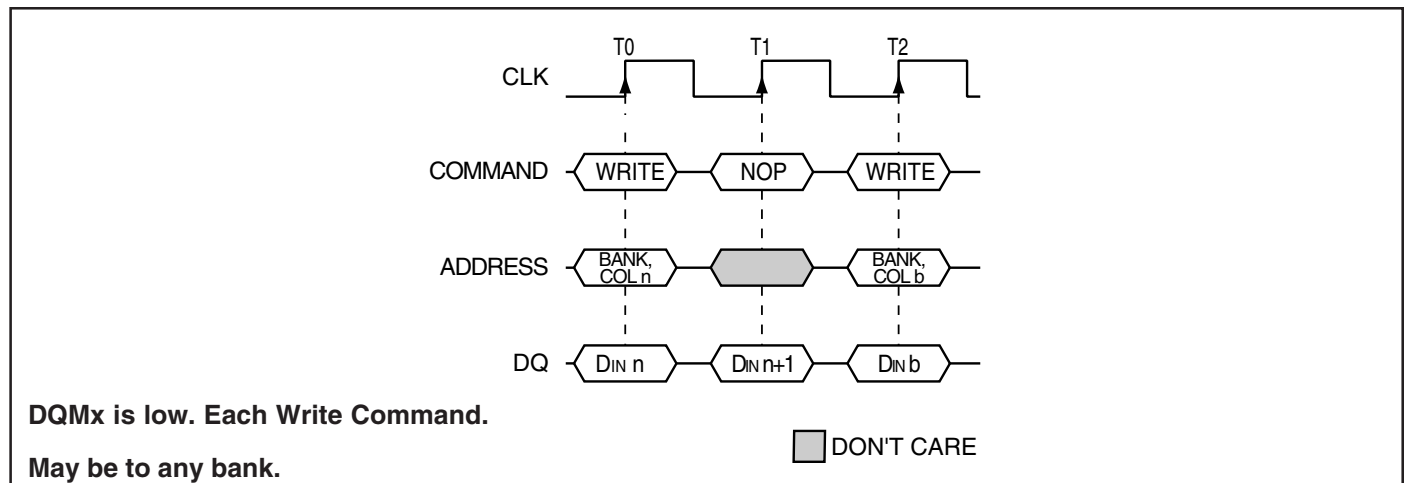 T0 T1 T2
CLK
COMMAND WRITE NOP WRITE
ADDRESS BANK, COL n BANK, COL b
DQ DIN n DIN n+1 DIN b
DQMx is low. Each Write Command.
DON'T CARE
May be to any bank.